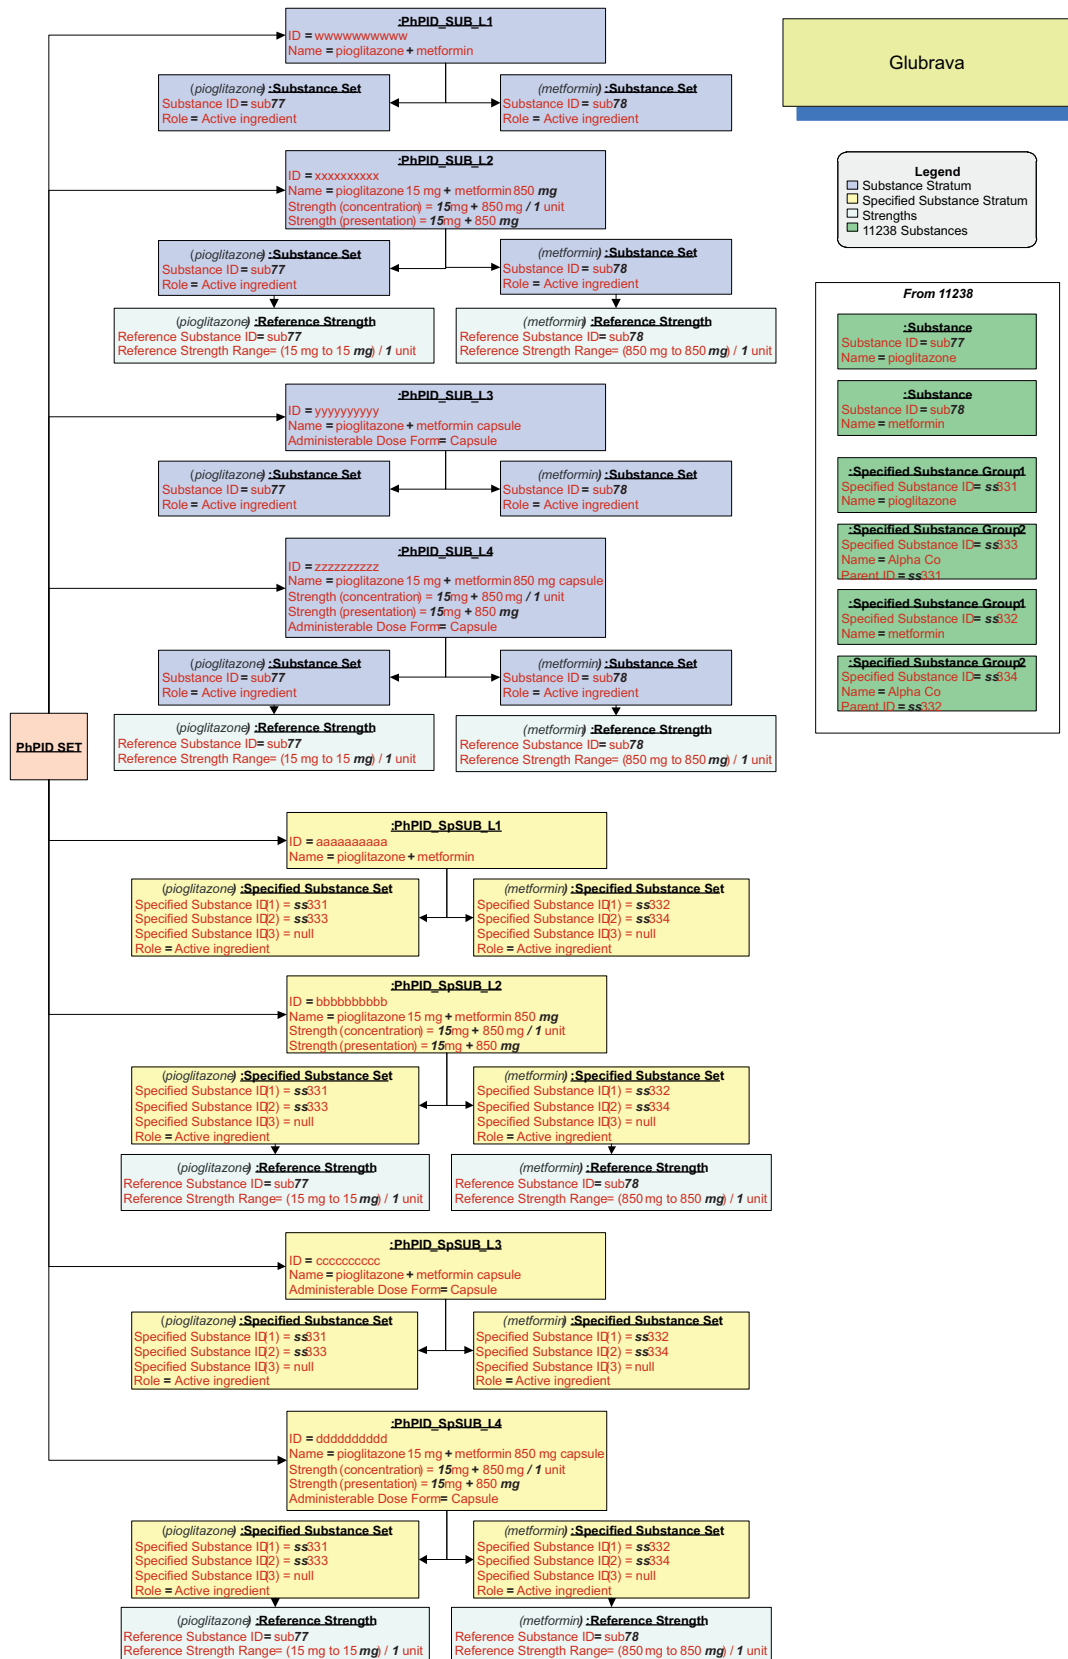 :PhPID_SUB_L1
ID = wwwwwwwwww
Name = pioglitazone + metformin
(pioglitazone) :Substance Set
Substance ID = sub77
Role = Active ingredient
(metformin) :Substance Set
Substance ID = sub78
Role = Active ingredient
:PhPID_SUB_L2
ID = xxxxxxxxxx
Name = pioglitazone 15 mg + metformin 850 mg
Strength (concentration) = 15mg + 850 mg / 1 unit
Strength (presentation) = 15mg + 850 mg
(pioglitazone) :Substance Set
Substance ID = sub77
Role = Active ingredient
(metformin) :Substance Set
Substance ID = sub78
Role = Active ingredient
(pioglitazone) :Reference Strength
Reference Substance ID= sub77
Reference Strength Range= (15 mg to 15 mg) / 1 unit
(metformin) :Reference Strength
Reference Substance ID= sub78
Reference Strength Range= (850 mg to 850 mg) / 1 unit
:PhPID_SUB_L3
ID = yyyyyyyyyy
Name = pioglitazone + metformin capsule
Administerable Dose Form= Capsule
(pioglitazone) :Substance Set
Substance ID = sub77
Role = Active ingredient
(metformin) :Substance Set
Substance ID = sub78
Role = Active ingredient
:PhPID_SUB_L4
ID = zzzzzzzzzz
Name = pioglitazone 15 mg + metformin 850 mg capsule
Strength (concentration) = 15mg + 850 mg / 1 unit
Strength (presentation) = 15mg + 850 mg
Administerable Dose Form= Capsule
(pioglitazone) :Substance Set
Substance ID = sub77
Role = Active ingredient
(metformin) :Substance Set
Substance ID = sub78
Role = Active ingredient
(pioglitazone) :Reference Strength
Reference Substance ID= sub77
Reference Strength Range= (15 mg to 15 mg) / 1 unit
(metformin) :Reference Strength
Reference Substance ID= sub78
Reference Strength Range= (850 mg to 850 mg) / 1 unit
PhPID SET
:PhPID_SpSUB_L1
ID = aaaaaaaaaa
Name = pioglitazone + metformin
(pioglitazone) :Specified Substance Set
Specified Substance ID(1) = ss331
Specified Substance ID(2) = ss333
Specified Substance ID(3) = null
Role = Active ingredient
(metformin) :Specified Substance Set
Specified Substance ID(1) = ss332
Specified Substance ID(2) = ss334
Specified Substance ID(3) = null
Role = Active ingredient
:PhPID_SpSUB_L2
ID = bbbbbbbbbb
Name = pioglitazone 15 mg + metformin 850 mg
Strength (concentration) = 15mg + 850 mg / 1 unit
Strength (presentation) = 15mg + 850 mg
(pioglitazone) :Specified Substance Set
Specified Substance ID(1) = ss331
Specified Substance ID(2) = ss333
Specified Substance ID(3) = null
Role = Active ingredient
(metformin) :Specified Substance Set
Specified Substance ID(1) = ss332
Specified Substance ID(2) = ss334
Specified Substance ID(3) = null
Role = Active ingredient
(pioglitazone) :Reference Strength
Reference Substance ID= sub77
Reference Strength Range= (15 mg to 15 mg) / 1 unit
(metformin) :Reference Strength
Reference Substance ID= sub78
Reference Strength Range= (850 mg to 850 mg) / 1 unit
:PhPID_SpSUB_L3
ID = cccccccccc
Name = pioglitazone + metformin capsule
Administerable Dose Form= Capsule
(pioglitazone) :Specified Substance Set
Specified Substance ID(1) = ss331
Specified Substance ID(2) = ss333
Specified Substance ID(3) = null
Role = Active ingredient
(metformin) :Specified Substance Set
Specified Substance ID(1) = ss332
Specified Substance ID(2) = ss334
Specified Substance ID(3) = null
Role = Active ingredient
:PhPID_SpSUB_L4
ID = dddddddddd
Name = pioglitazone 15 mg + metformin 850 mg capsule
Strength (concentration) = 15mg + 850 mg / 1 unit
Strength (presentation) = 15mg + 850 mg
Administerable Dose Form= Capsule
(pioglitazone) :Specified Substance Set
Specified Substance ID(1) = ss331
Specified Substance ID(2) = ss333
Specified Substance ID(3) = null
Role = Active ingredient
(metformin) :Specified Substance Set
Specified Substance ID(1) = ss332
Specified Substance ID(2) = ss334
Specified Substance ID(3) = null
Role = Active ingredient
(pioglitazone) :Reference Strength
Reference Substance ID= sub77
Reference Strength Range= (15 mg to 15 mg) / 1 unit
(metformin) :Reference Strength
Reference Substance ID= sub78
Reference Strength Range= (850 mg to 850 mg) / 1 unit
Glubrava
Legend
Substance Stratum
Specified Substance Stratum
Strengths
11238 Substances
From 11238
:Substance
Substance ID = sub77
Name = pioglitazone
:Substance
Substance ID = sub78
Name = metformin
:Specified Substance Group1
Specified Substance ID= ss331
Name = pioglitazone
:Specified Substance Group2
Specified Substance ID= ss333
Name = Alpha Co
Parent ID = ss331
:Specified Substance Group1
Specified Substance ID= ss332
Name = metformin
:Specified Substance Group2
Specified Substance ID= ss334
Name = Alpha Co
Parent ID = ss332